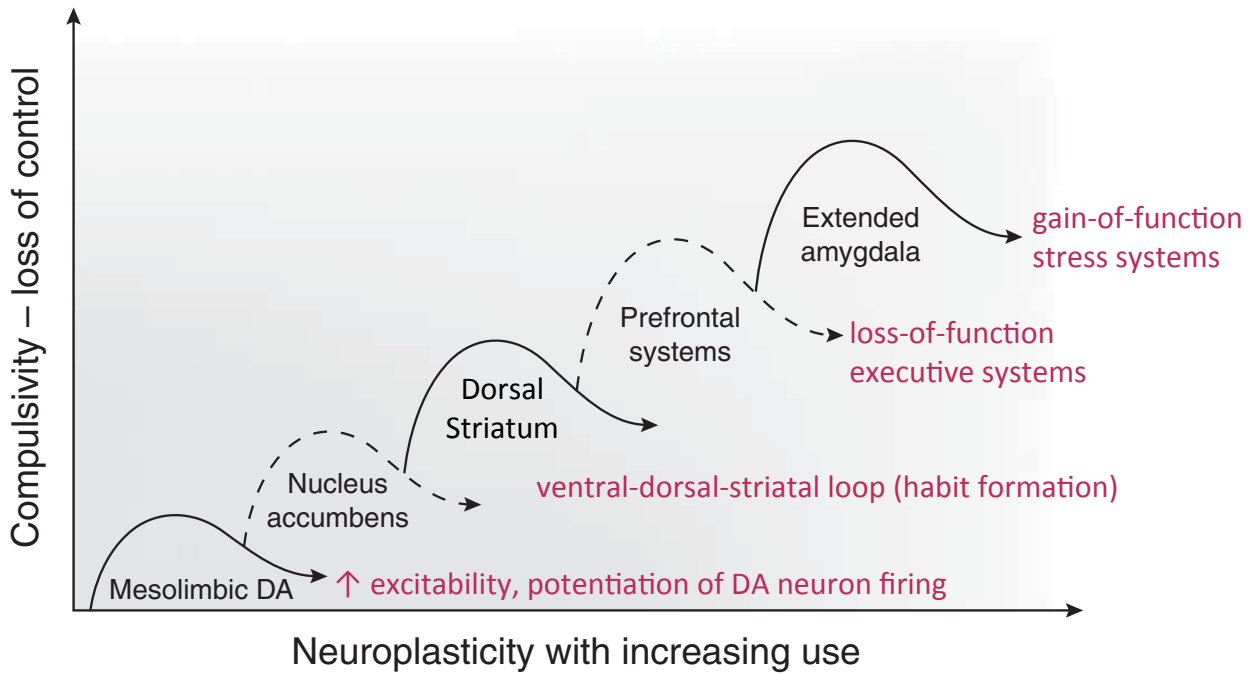 Compulsivity – loss of control
Extended
amygdala
gain-of-function
stress systems
Prefrontal
systems
loss-of-function
executive systems
Dorsal
Striatum
Nucleus
accumbens
ventral-dorsal-striatal loop (habit formation)
Mesolimbic DA
↑ excitability, potentiation of DA neuron firing
Neuroplasticity with increasing use